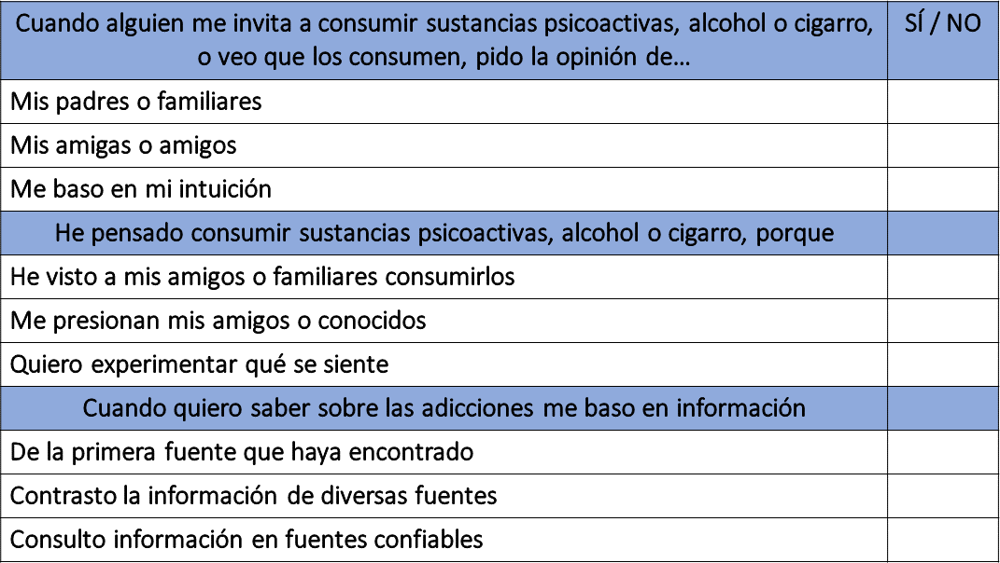 Cuando alguien me invita a consumir sustancias psicoactivas, alcohol o cigarro,
o veo que los consumen, pido la opinión de...
SÍ / NO
Mis padres o familiares
Mis amigas o amigos
Me baso en mi intuición
He pensado consumir sustancias psicoactivas, alcohol o cigarro, porque
He visto a mis amigos o familiares consumirlos
Me presionan mis amigos o conocidos
Quiero experimentar qué se siente
Cuando quiero saber sobre las adicciones me baso en información
De la primera fuente que haya encontrado
Contrasto la información de diversas fuentes
Consulto información en fuentes confiables